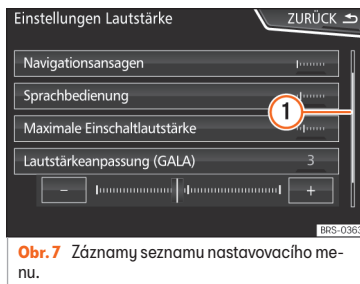 Einstellungen Lautstärke
ZURÜCK
Navigationsansagen
Sprachbedienung
1
Maximale Einschaltlautstärke
Lautstärkeanpassung (GALA) 3
- +
BRS-0363
Obr. 7 Záznamy seznamu nastavovacího me-
nu.